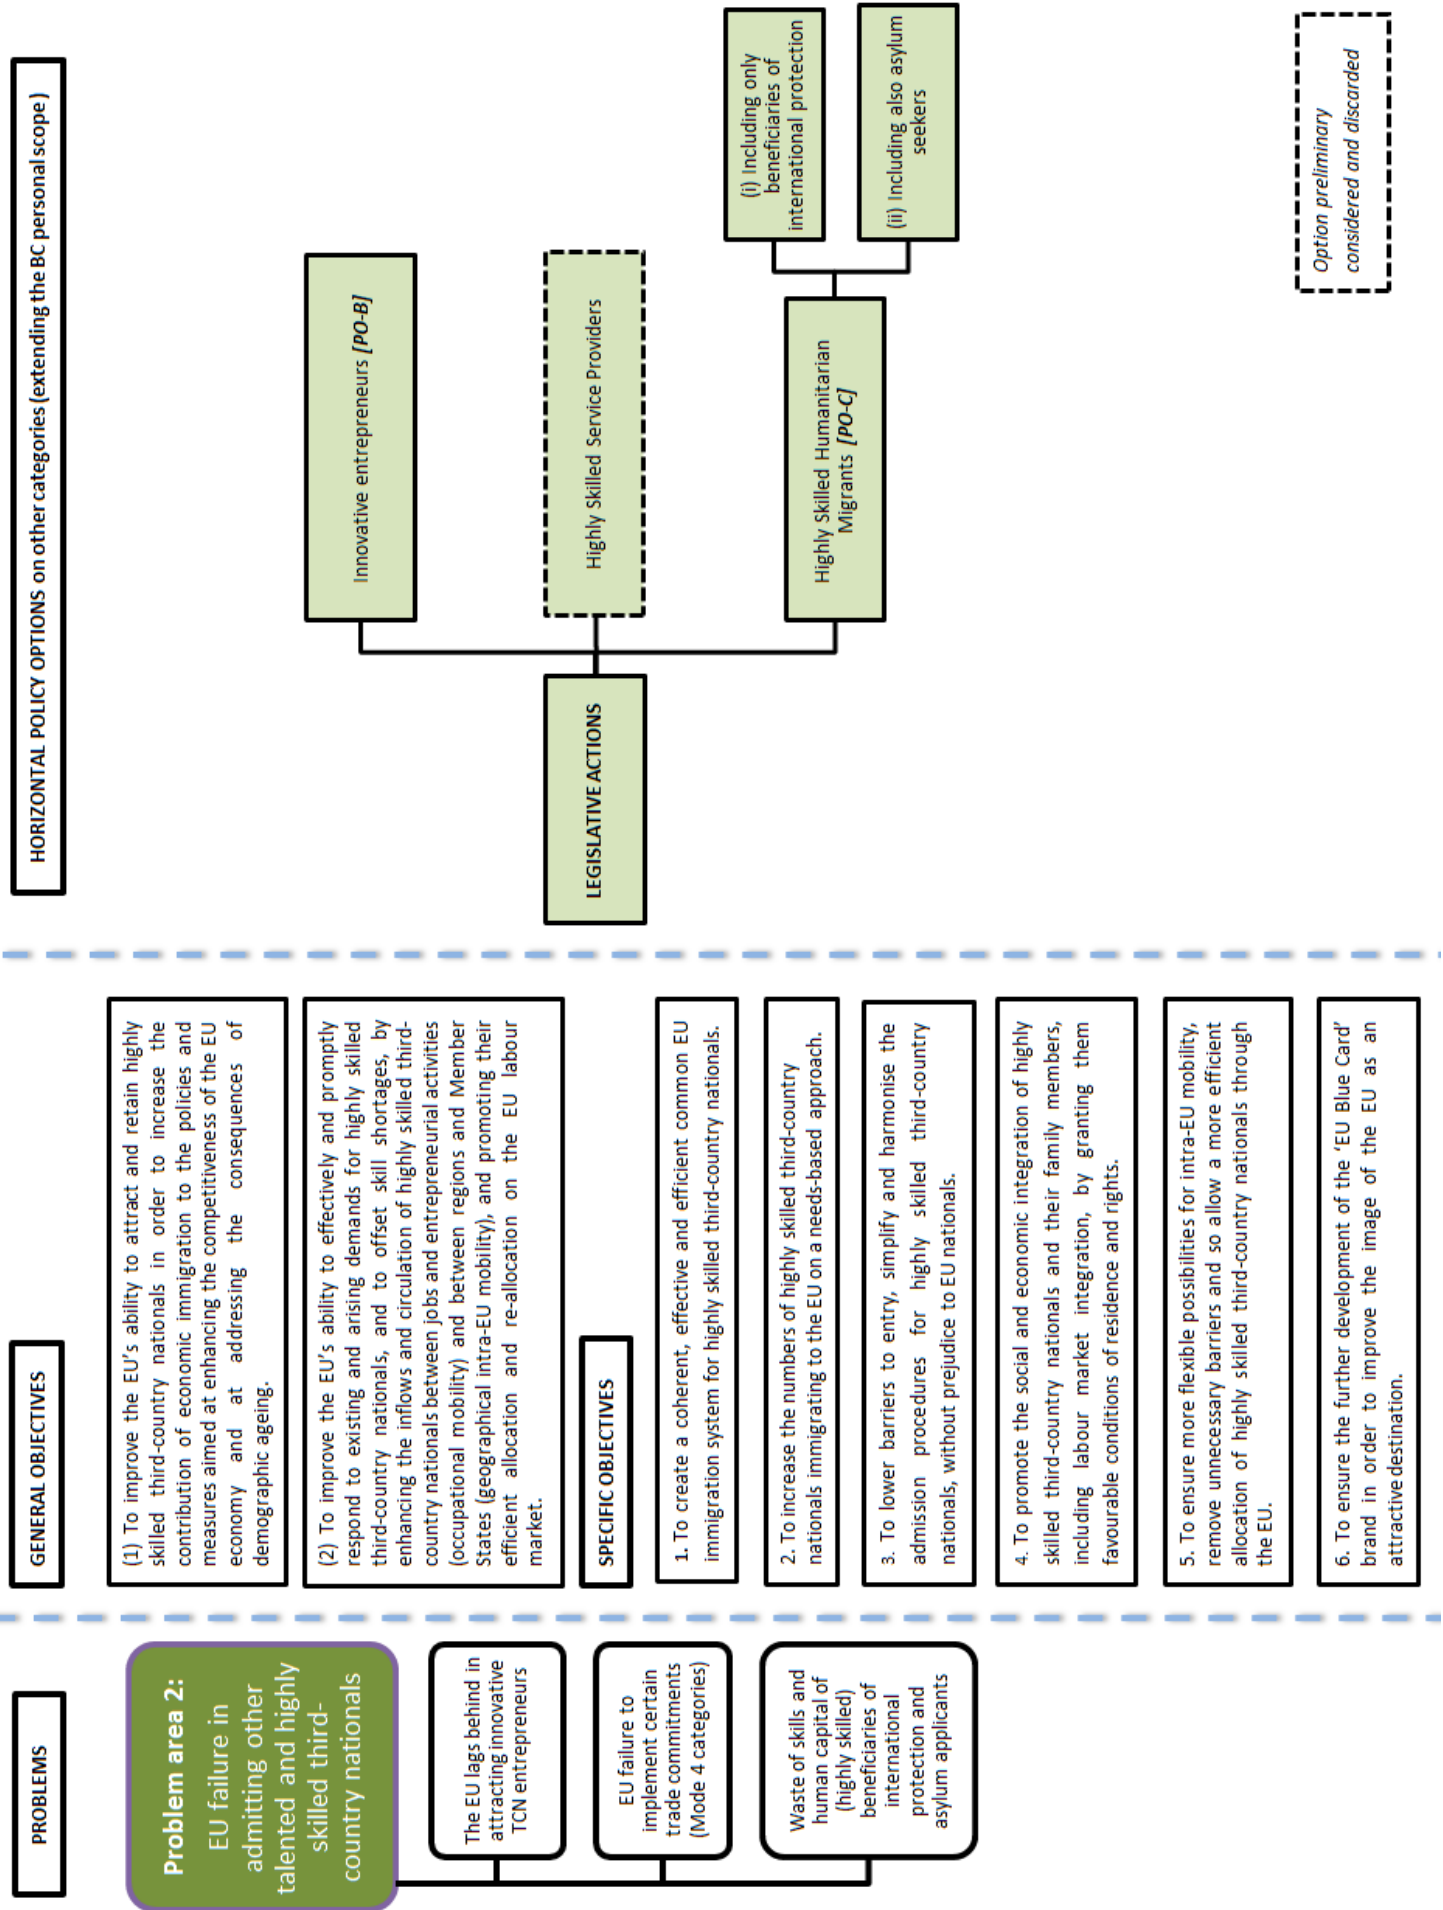 PROBLEMS
Problem area 2:
EU failure in
admitting other
talented and highly
skilled third-
country nationals
The EU lags behind in
attracting innovative
TCN entrepreneurs
EU failure to
implement certain
trade commitments
(Mode 4 categories)
Waste of skills and
human capital of
(highly skilled)
beneficiaries of
international
protection and
asylum applicants
GENERAL OBJECTIVES
(1) To improve the EU's ability to attract and retain highly
skilled third-country nationals in order to increase the
contribution of economic immigration to the policies and
measures aimed at enhancing the competitiveness of the EU
economy and at addressing the consequences of
demographic ageing.
(2) To improve the EU's ability to effectively and promptly
respond to existing and arising demands for highly skilled
third-country nationals, and to offset skill shortages, by
enhancing the inflows and circulation of highly skilled third-
country nationals between jobs and entrepreneurial activities
(occupational mobility) and between regions and Member
States (geographical intra-EU mobility), and promoting their
efficient allocation and re-allocation on the EU labour
market.
SPECIFIC OBJECTIVES
1. To create a coherent, effective and efficient common EU
immigration system for highly skilled third-country nationals.
2. To increase the numbers of highly skilled third-country
nationals immigrating to the EU on a needs-based approach.
3. To lower barriers to entry, simplify and harmonise the
admission procedures for highly skilled third-country
nationals, without prejudice to EU nationals.
4. To promote the social and economic integration of highly
skilled third-country nationals and their family members,
including labour market integration, by granting them
favourable conditions of residence and rights.
5. To ensure more flexible possibilities for intra-EU mobility,
remove unnecessary barriers and so allow a more efficient
allocation of highly skilled third-country nationals through
the EU.
6. To ensure the further development of the 'EU Blue Card'
brand in order to improve the image of the EU as an
attractive destination.
HORIZONTAL POLICY OPTIONS on other categories (extending the BC personal scope)
LEGISLATIVE ACTIONS
Innovative entrepreneurs [PO-B]
Highly Skilled Service Providers
Highly Skilled Humanitarian
Migrants [PO-C]
(i) Including only
beneficiaries of
international protection
(ii) Including also asylum
seekers
Option preliminary
considered and discarded